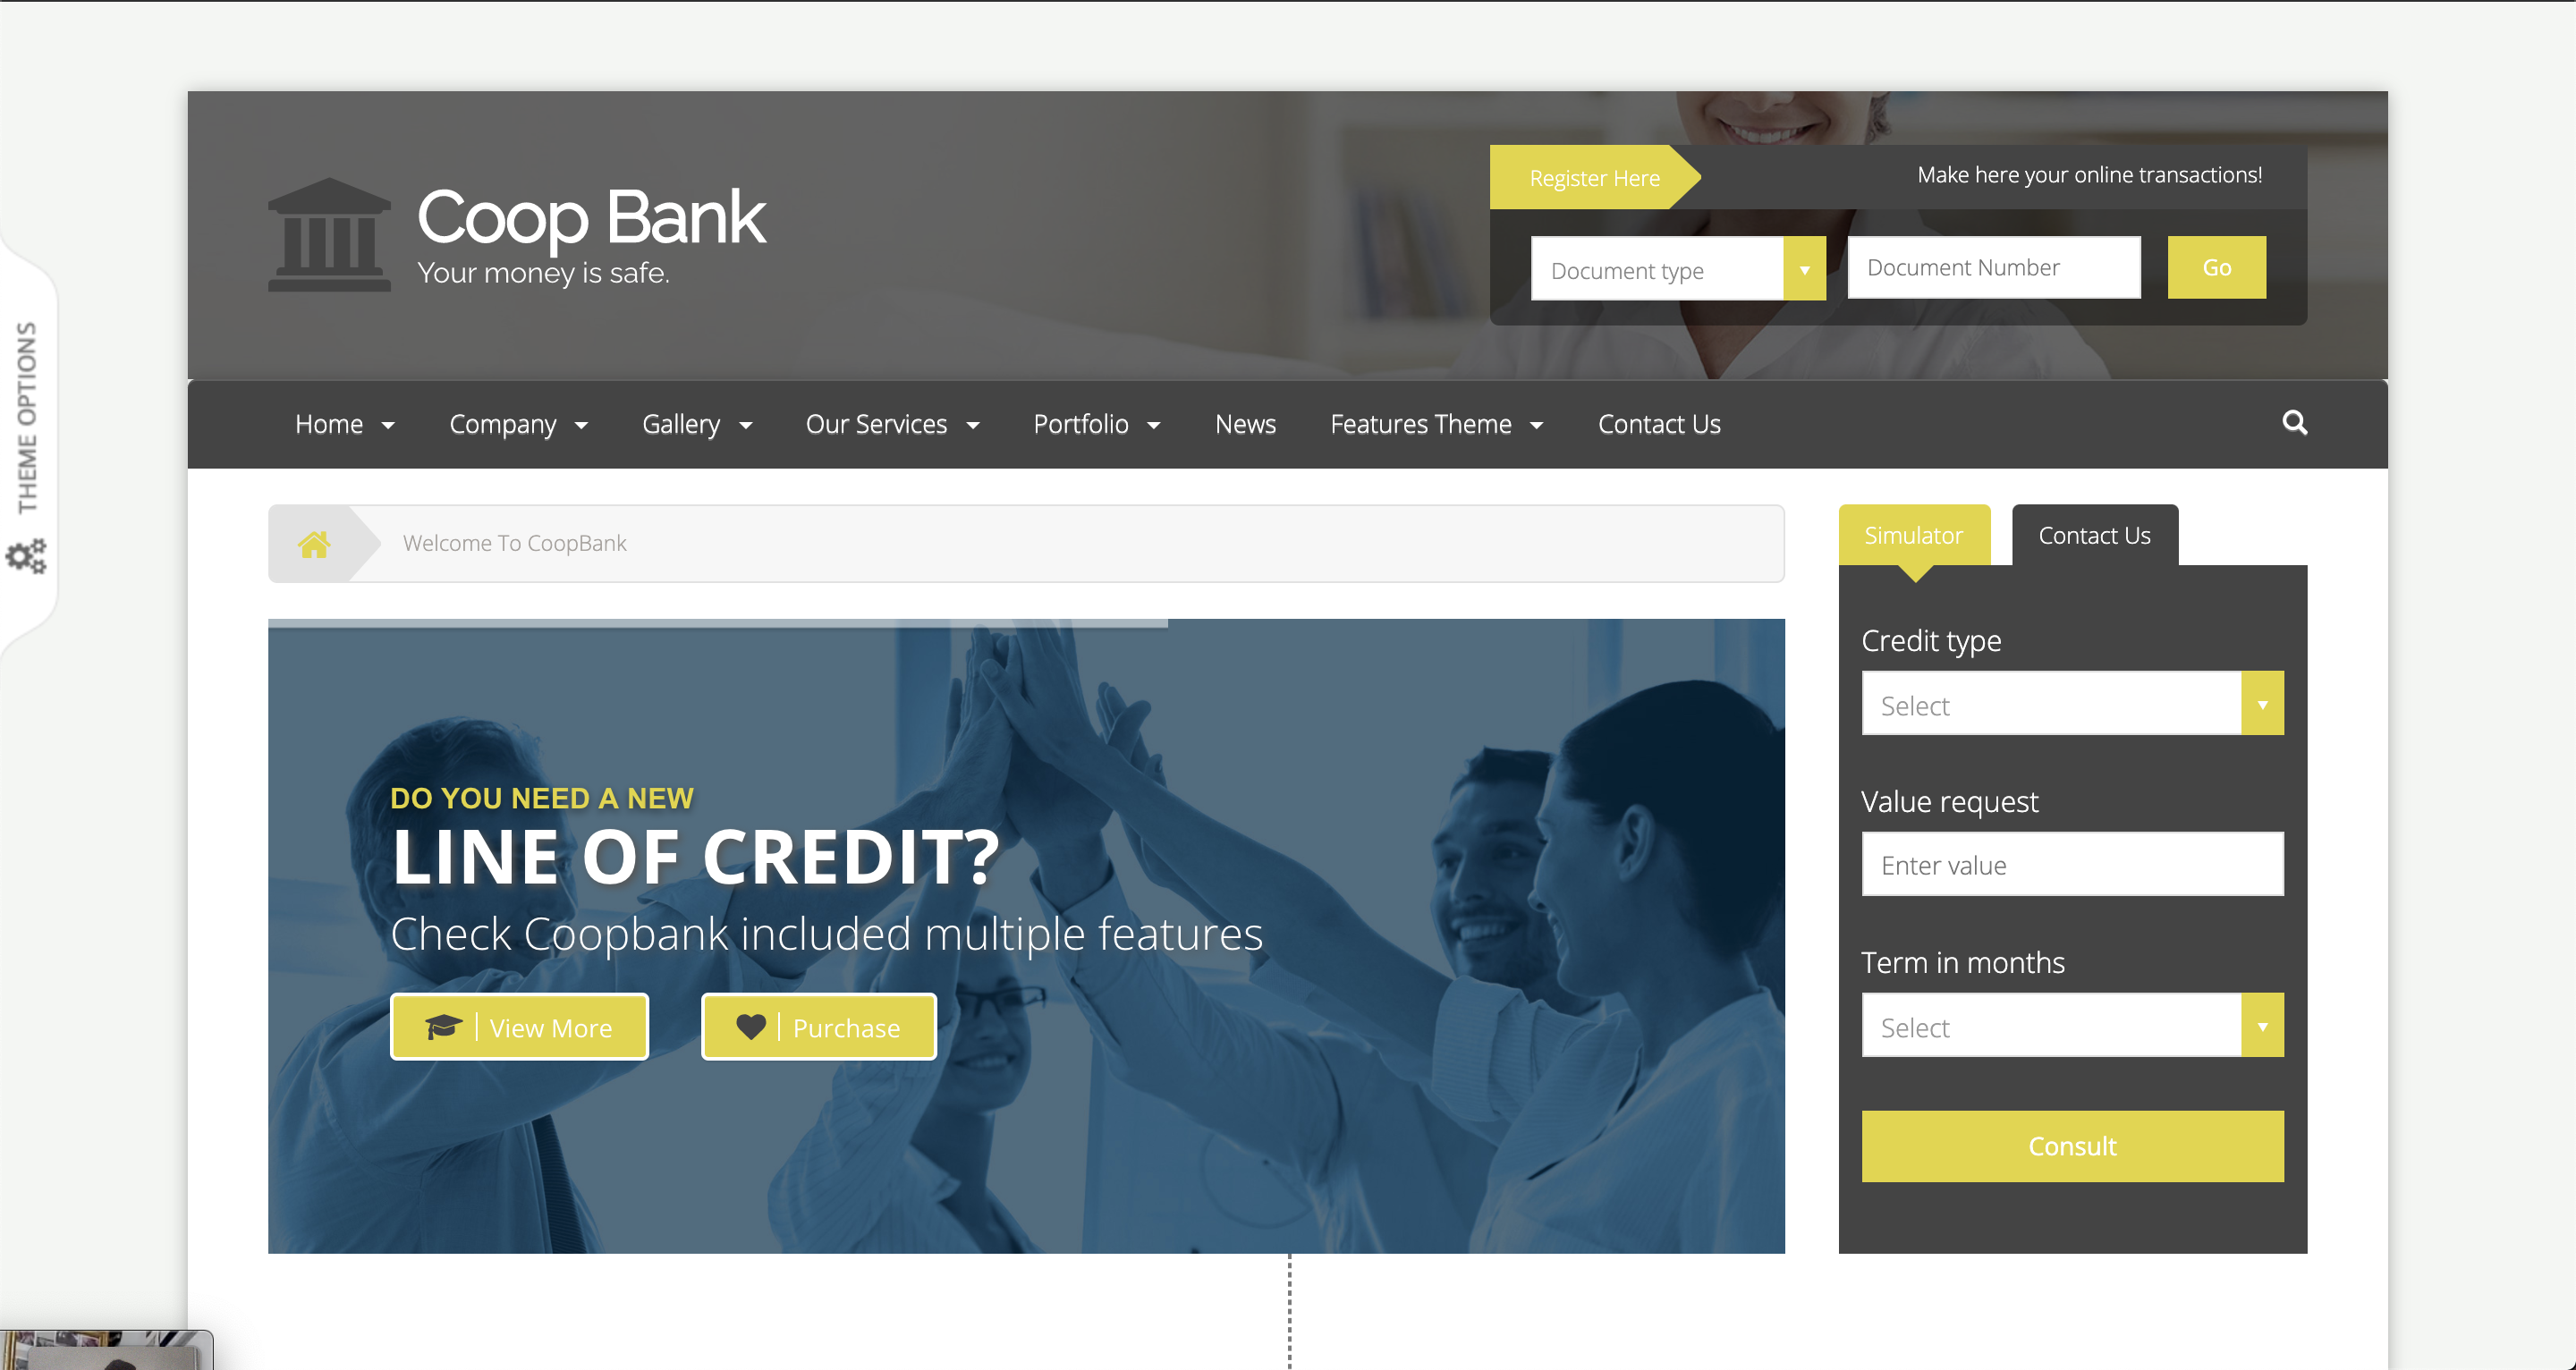 Coop Bank
Your money is safe.
Register Here
Make here your online transactions!
Document type
Document Number
Go
THEME OPTIONS
Home
Company
Gallery
Our Services
Portfolio
News
Features Theme
Contact Us
Welcome To CoopBank
DO YOU NEED A NEW
LINE OF CREDIT?
Check Coopbank included multiple features
View More
Purchase
Simulator
Contact Us
Credit type
Select
Value request
Enter value
Term in months
Select
Consult